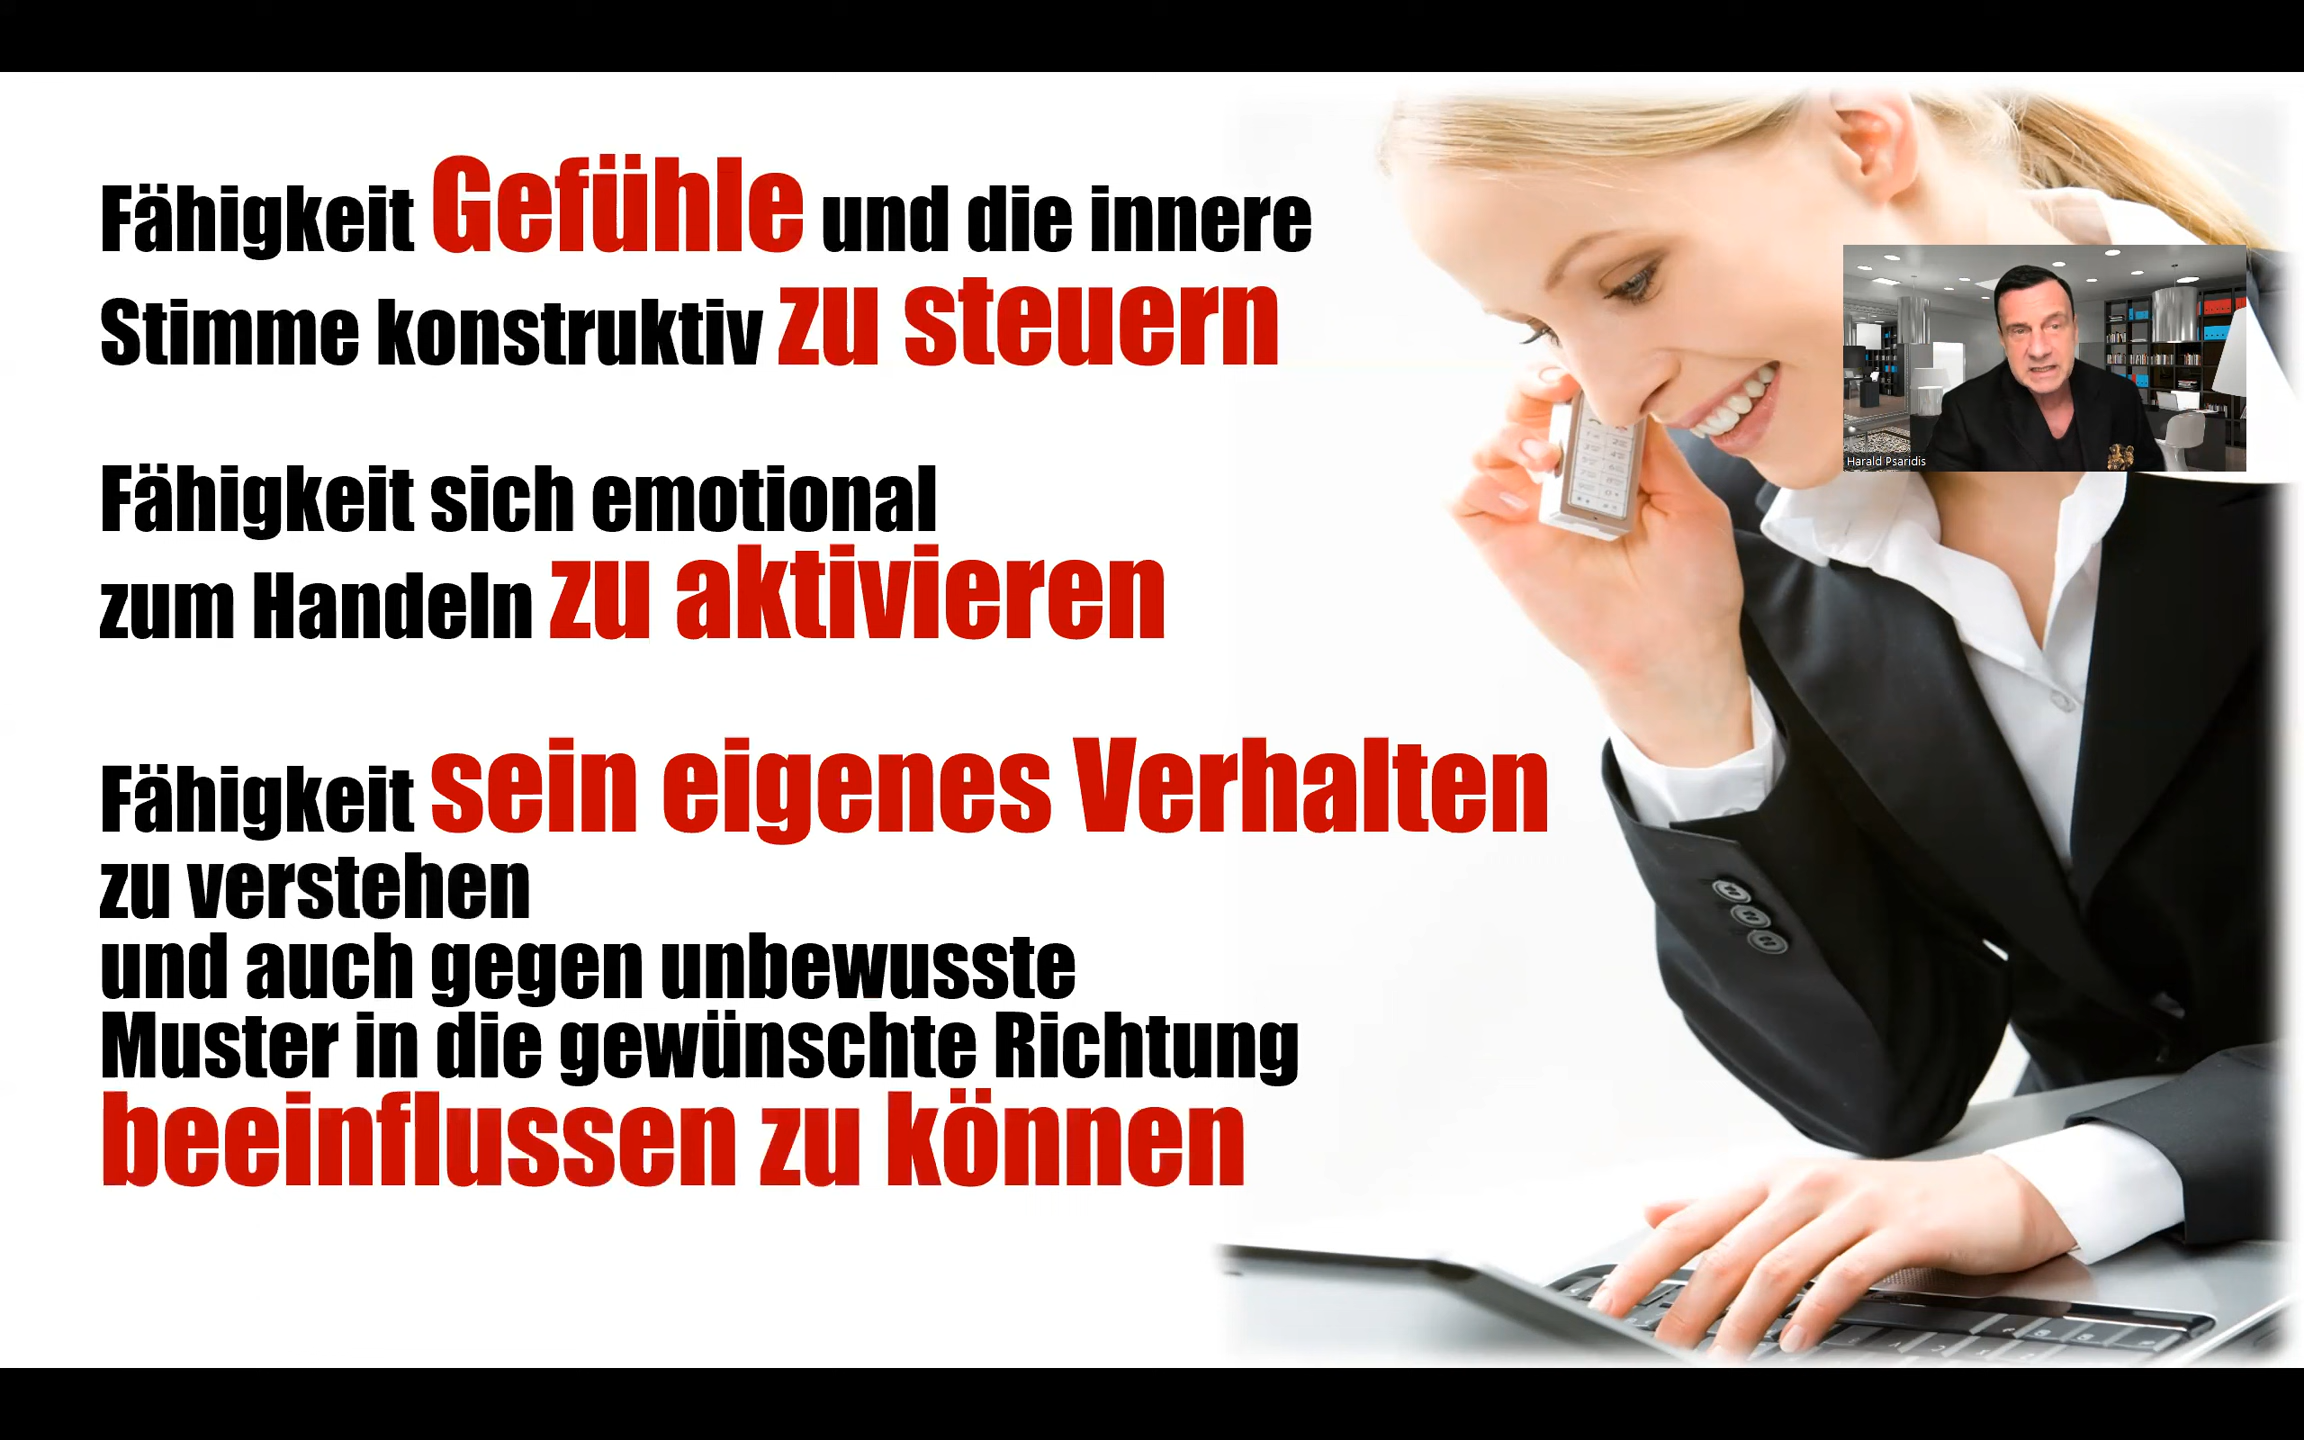 Fähigkeit Gefühle und die innere
Stimme konstruktiv zu steuern
Fähigkeit sich emotional
zum Handeln zu aktivieren
Fähigkeit sein eigenes Verhalten
zu verstehen
und auch gegen unbewusste
Muster in die gewünschte Richtung
beeinflussen zu können
Harald Psaridis